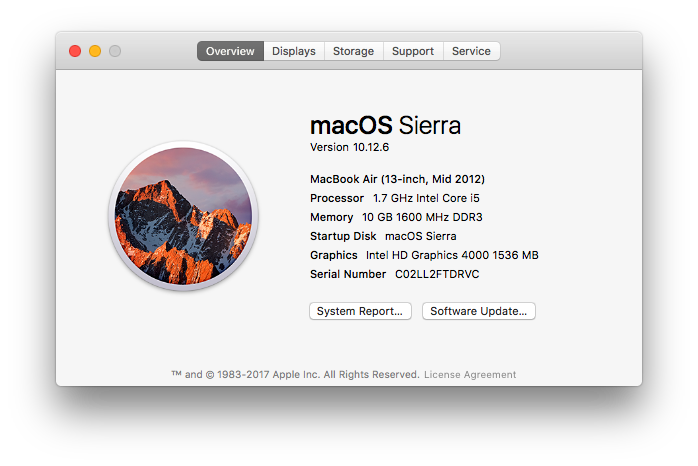 Overview Displays Storage Support Service
macOS Sierra
Version 10.12.6
MacBook Air (13-inch, Mid 2012)
Processor 1.7 GHz Intel Core i5
Memory 10 GB 1600 MHz DDR3
Startup Disk macOS Sierra
Graphics Intel HD Graphics 4000 1536 MB
Serial Number C02LL2FTDRVC
System Report... Software Update...
™ and © 1983-2017 Apple Inc. All Rights Reserved. License Agreement